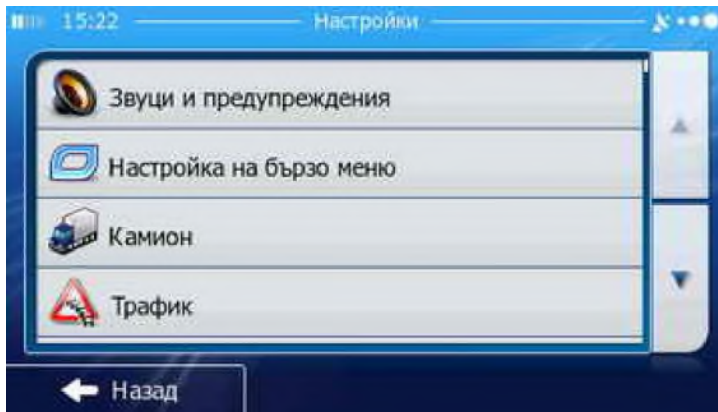 15:22 Настройки
Звуци и предупреждения
Настройка на бързо меню
Камион
Трафик
Назад